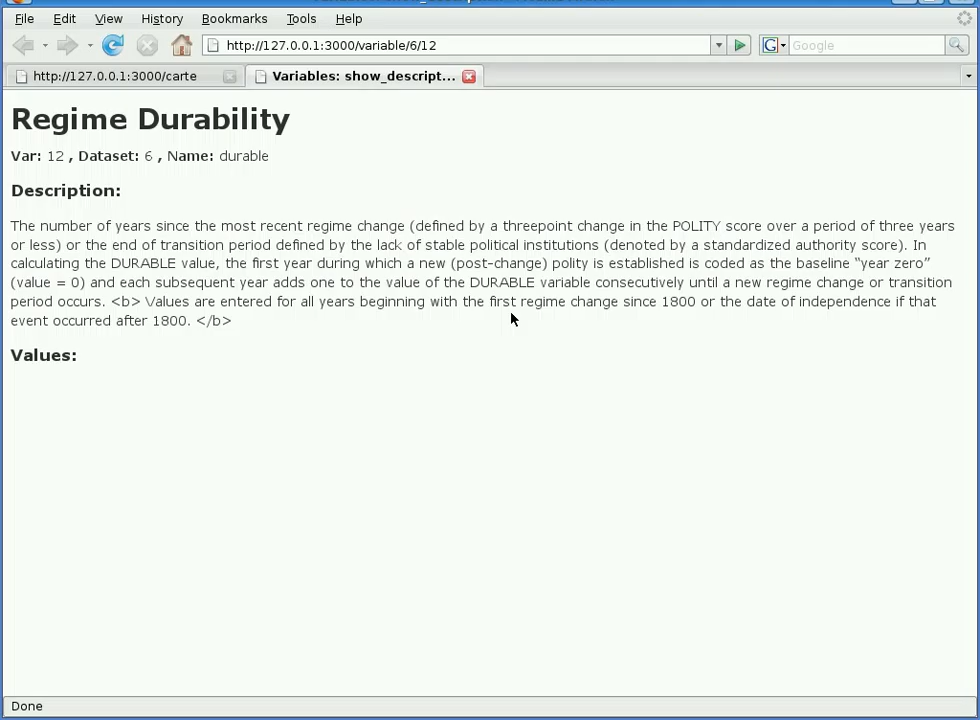 File Edit View History Bookmarks Tools Help
http://127.0.0.1:3000/variable/6/12 G Google
http://127.0.0.1:3000/carte Variables: show_descript...
Regime Durability
Var: 12 , Dataset: 6 , Name: durable
Description:
The number of years since the most recent regime change (defined by a threepoint change in the POLITY score over a period of three years
or less) or the end of transition period defined by the lack of stable political institutions (denoted by a standardized authority score). In
calculating the DURABLE value, the first year during which a new (post-change) polity is established is coded as the baseline “year zero”
(value = 0) and each subsequent year adds one to the value of the DURABLE variable consecutively until a new regime change or transition
period occurs. <b> Values are entered for all years beginning with the first regime change since 1800 or the date of independence if that
event occurred after 1800. </b>
Values:
Done